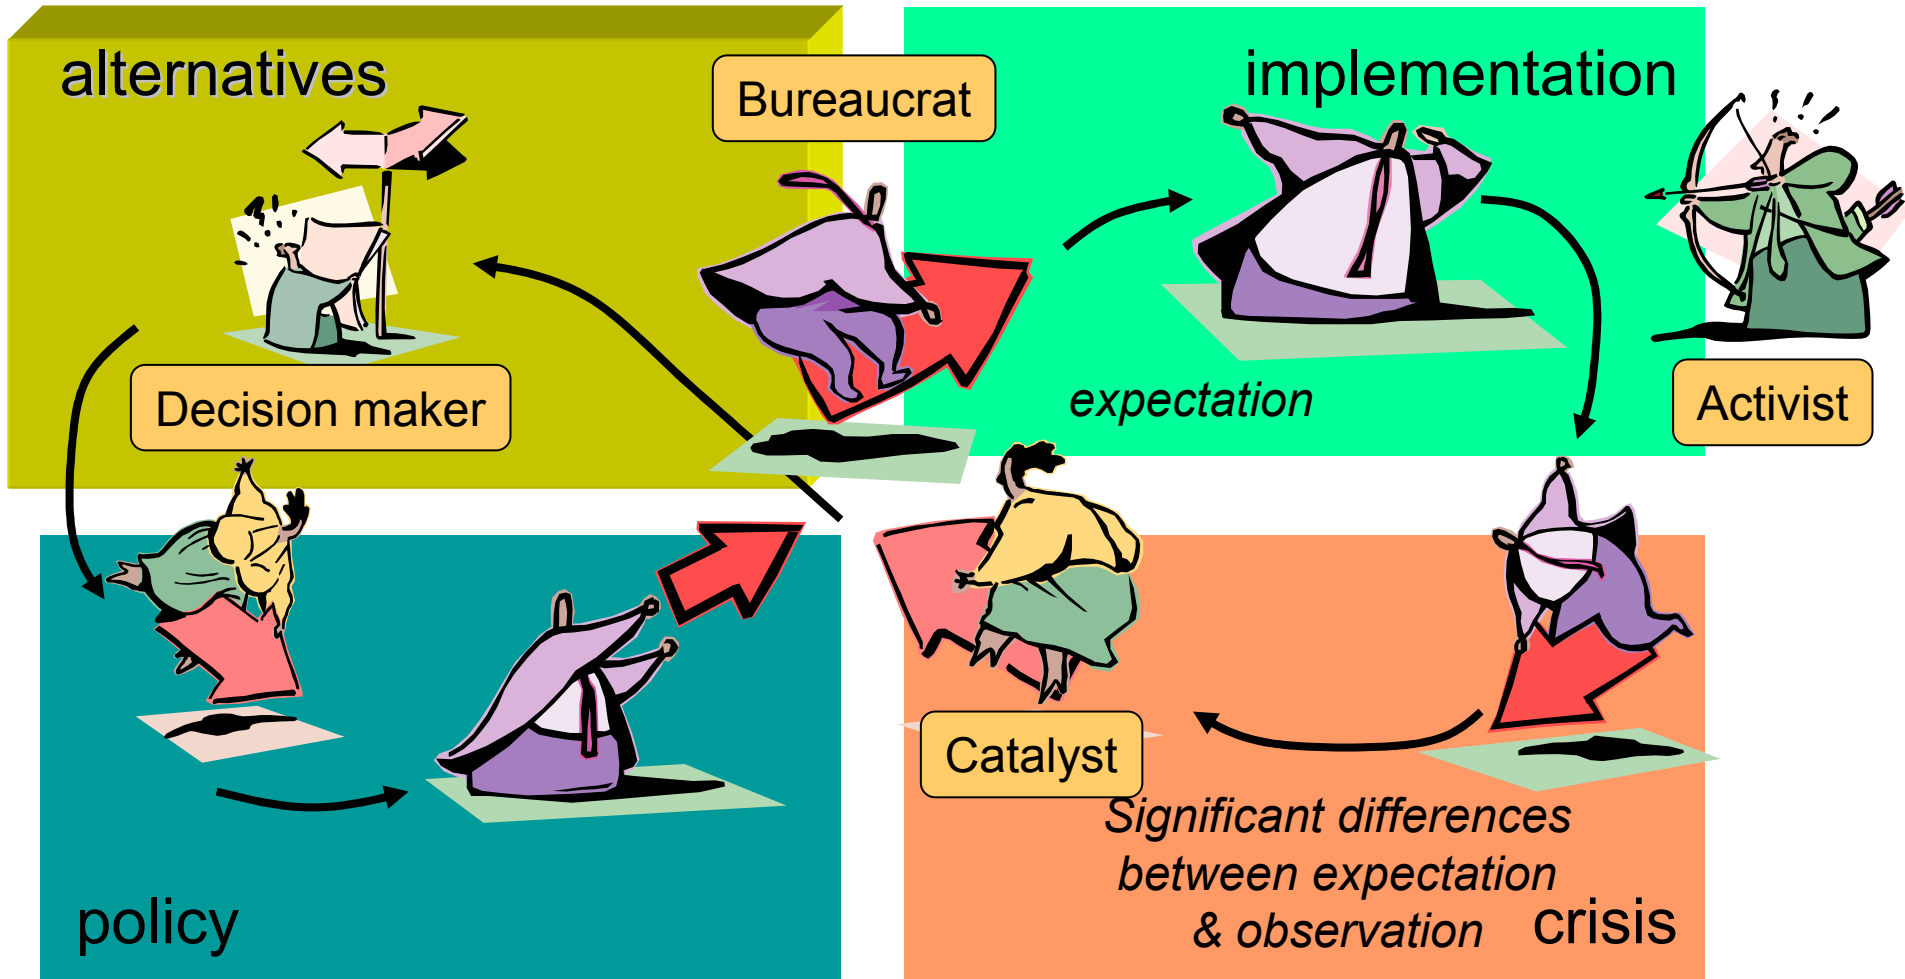 alternatives
Bureaucrat
implementation
Decision maker
expectation
Activist
Catalyst
Significant differences
between expectation
& observation
policy
crisis